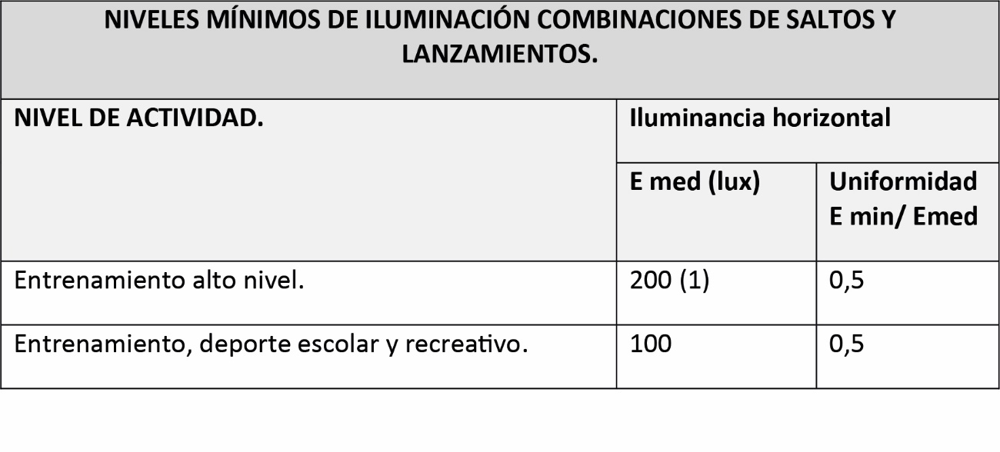 NIVELES MÍNIMOS DE ILUMINACIÓN COMBINACIONES DE SALTOS Y
LANZAMIENTOS.
NIVEL DE ACTIVIDAD.
Iluminancia horizontal
E med (lux)
Uniformidad
E min/ Emed
Entrenamiento alto nivel.
200 (1)
0,5
Entrenamiento, deporte escolar y recreativo.
100
0,5